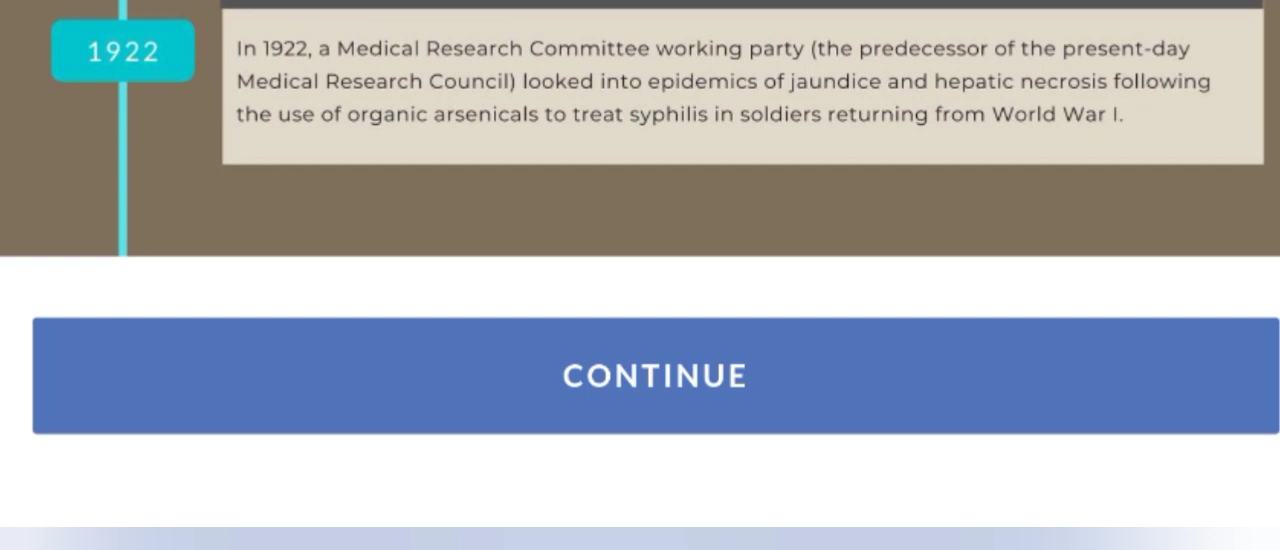 1922
In 1922, a Medical Research Committee working party (the predecessor of the present-day
Medical Research Council) looked into epidemics of jaundice and hepatic necrosis following
the use of organic arsenicals to treat syphilis in soldiers returning from World War I.
CONTINUE